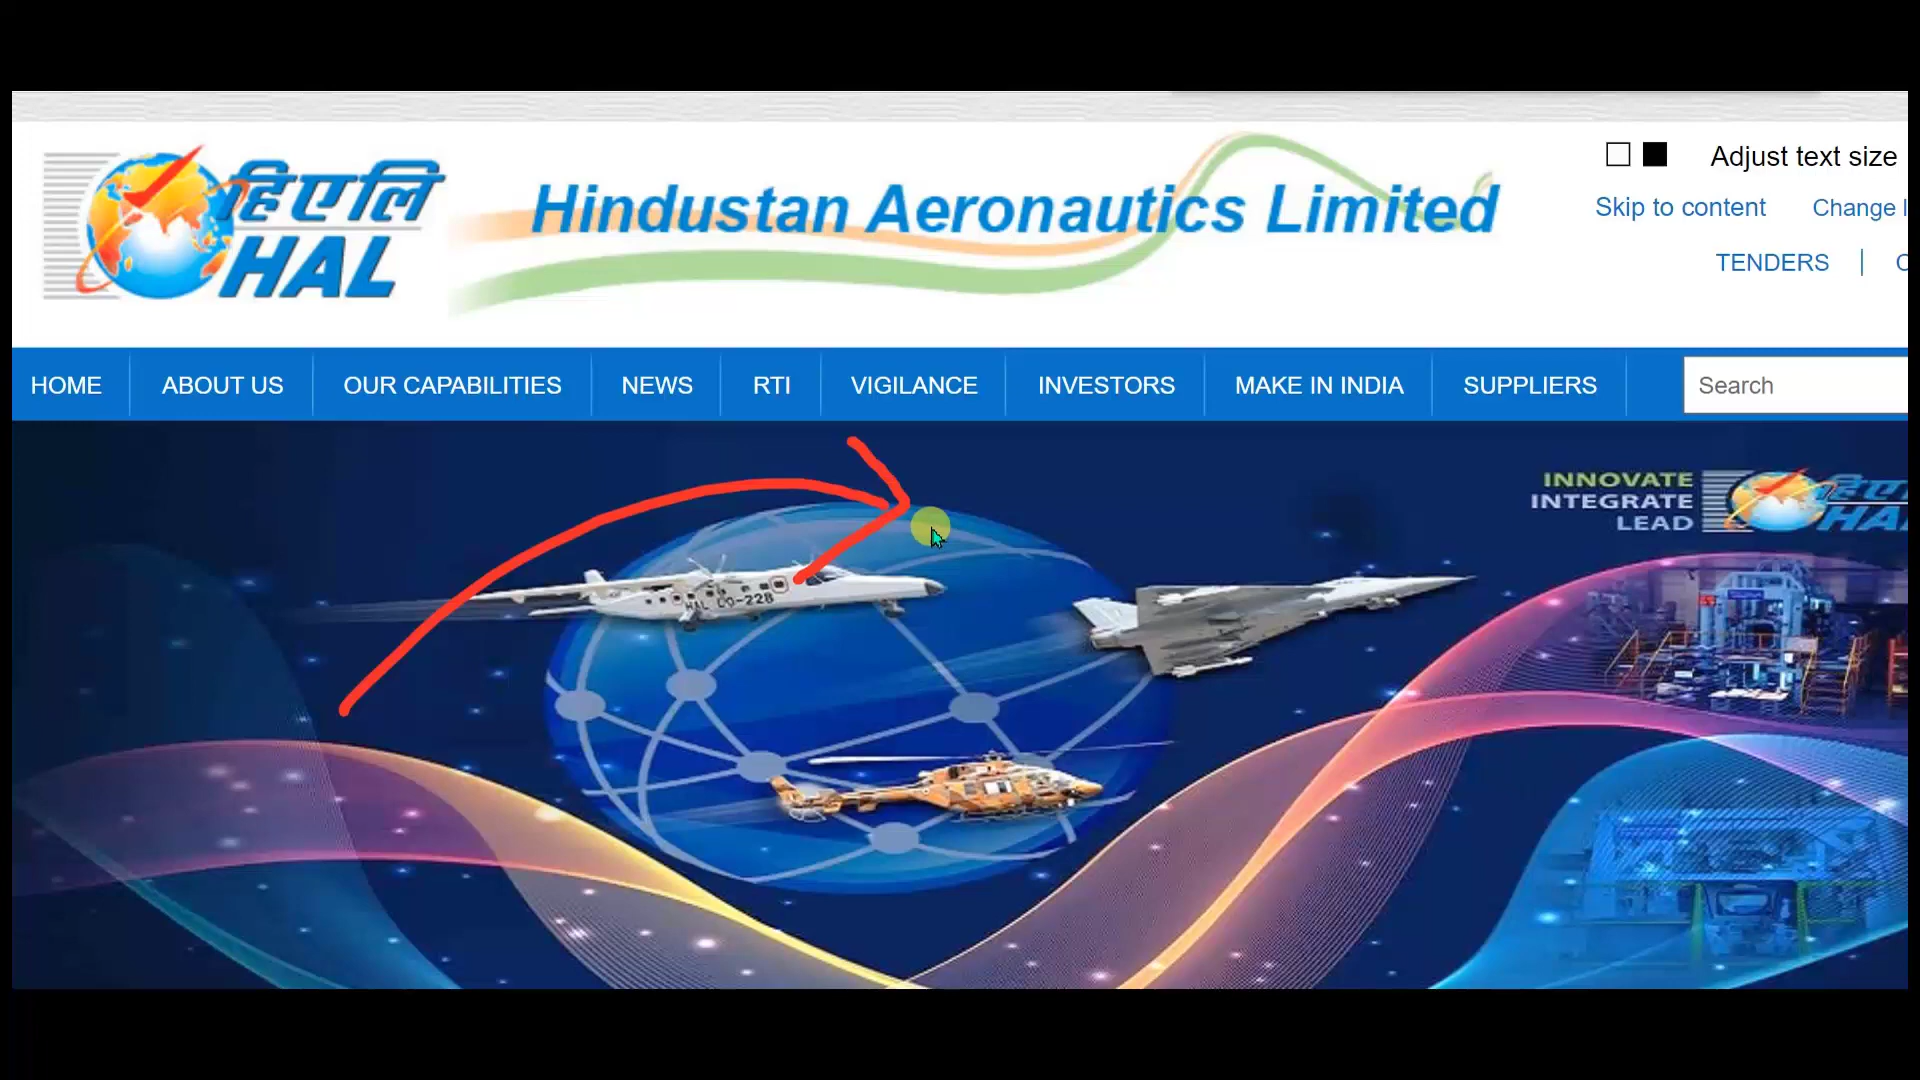 हिएलि
HAL
Hindustan Aeronautics Limited
Adjust text size
Skip to content
Change
TENDERS
HOME
ABOUT US
OUR CAPABILITIES
NEWS
RTI
VIGILANCE
INVESTORS
MAKE IN INDIA
SUPPLIERS
Search
INNOVATE
INTEGRATE
LEAD
HAL DO-228